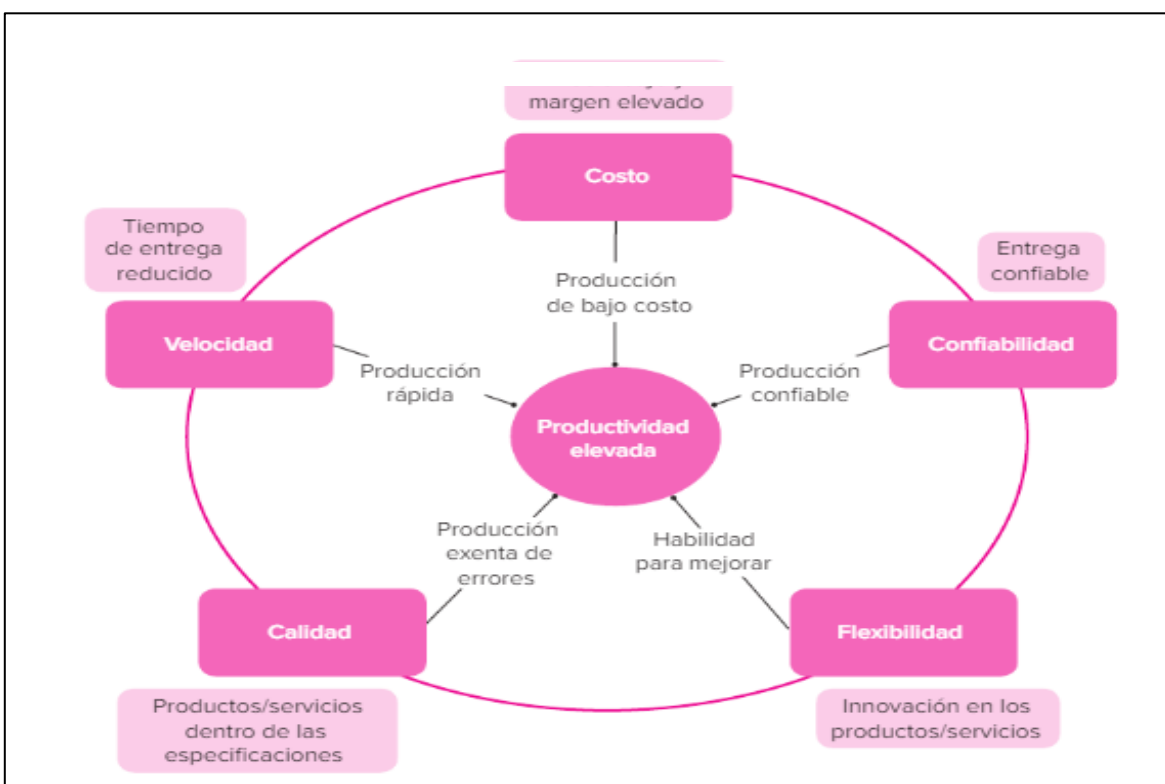 margen elevado
Costo
Tiempo
de entrega
reducido
Entrega
confiable
Producción
de bajo costo
Velocidad
Confiabilidad
Producción
rápida
Producción
confiable
Productividad
elevada
Producción
exenta de
errores
Habilidad
para mejorar
Calidad
Flexibilidad
Productos/servicios
dentro de las
especificaciones
Innovación en los
productos/servicios